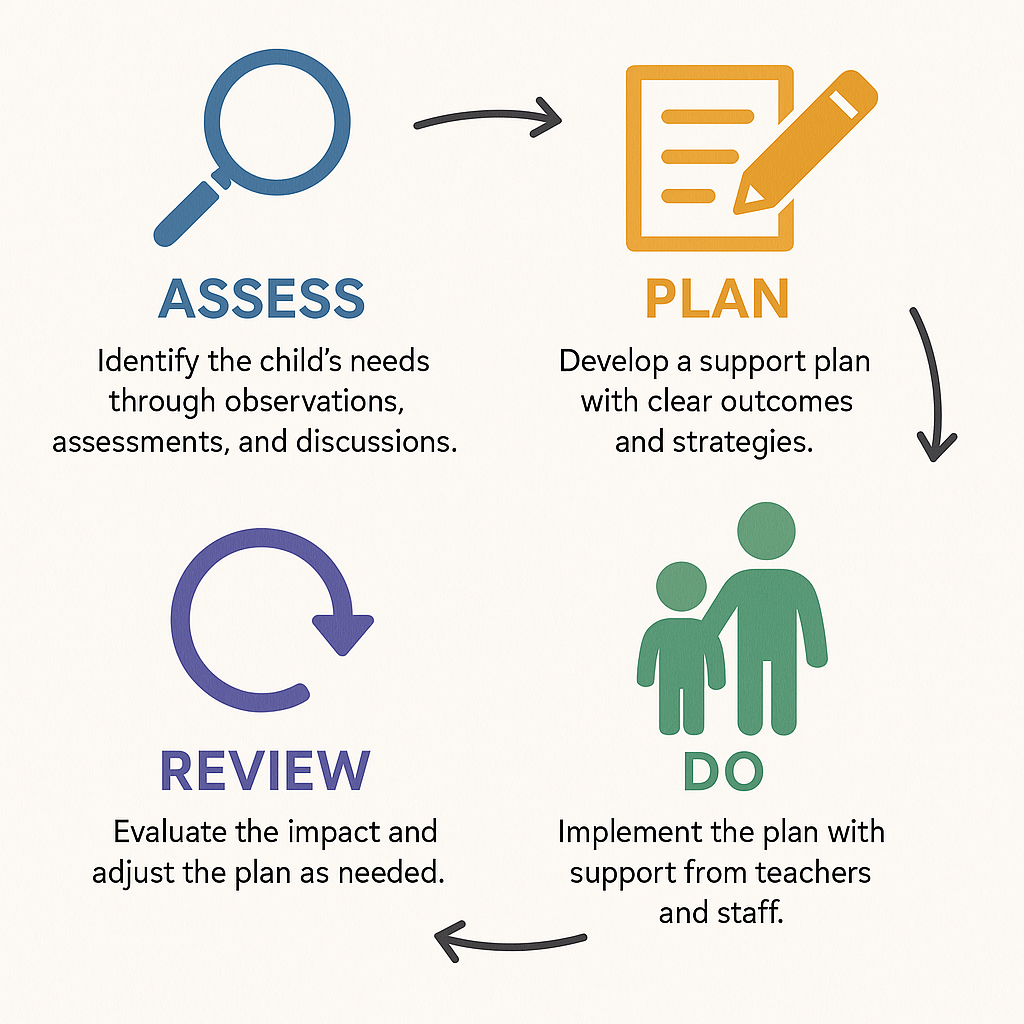 ASSESS
Identify the child's needs
through observations,
assessments, and discussions.
PLAN
Develop a support plan
with clear outcomes
and strategies.
DO
Implement the plan with
support from teachers
and staff.
REVIEW
Evaluate the impact and
adjust the plan as needed.